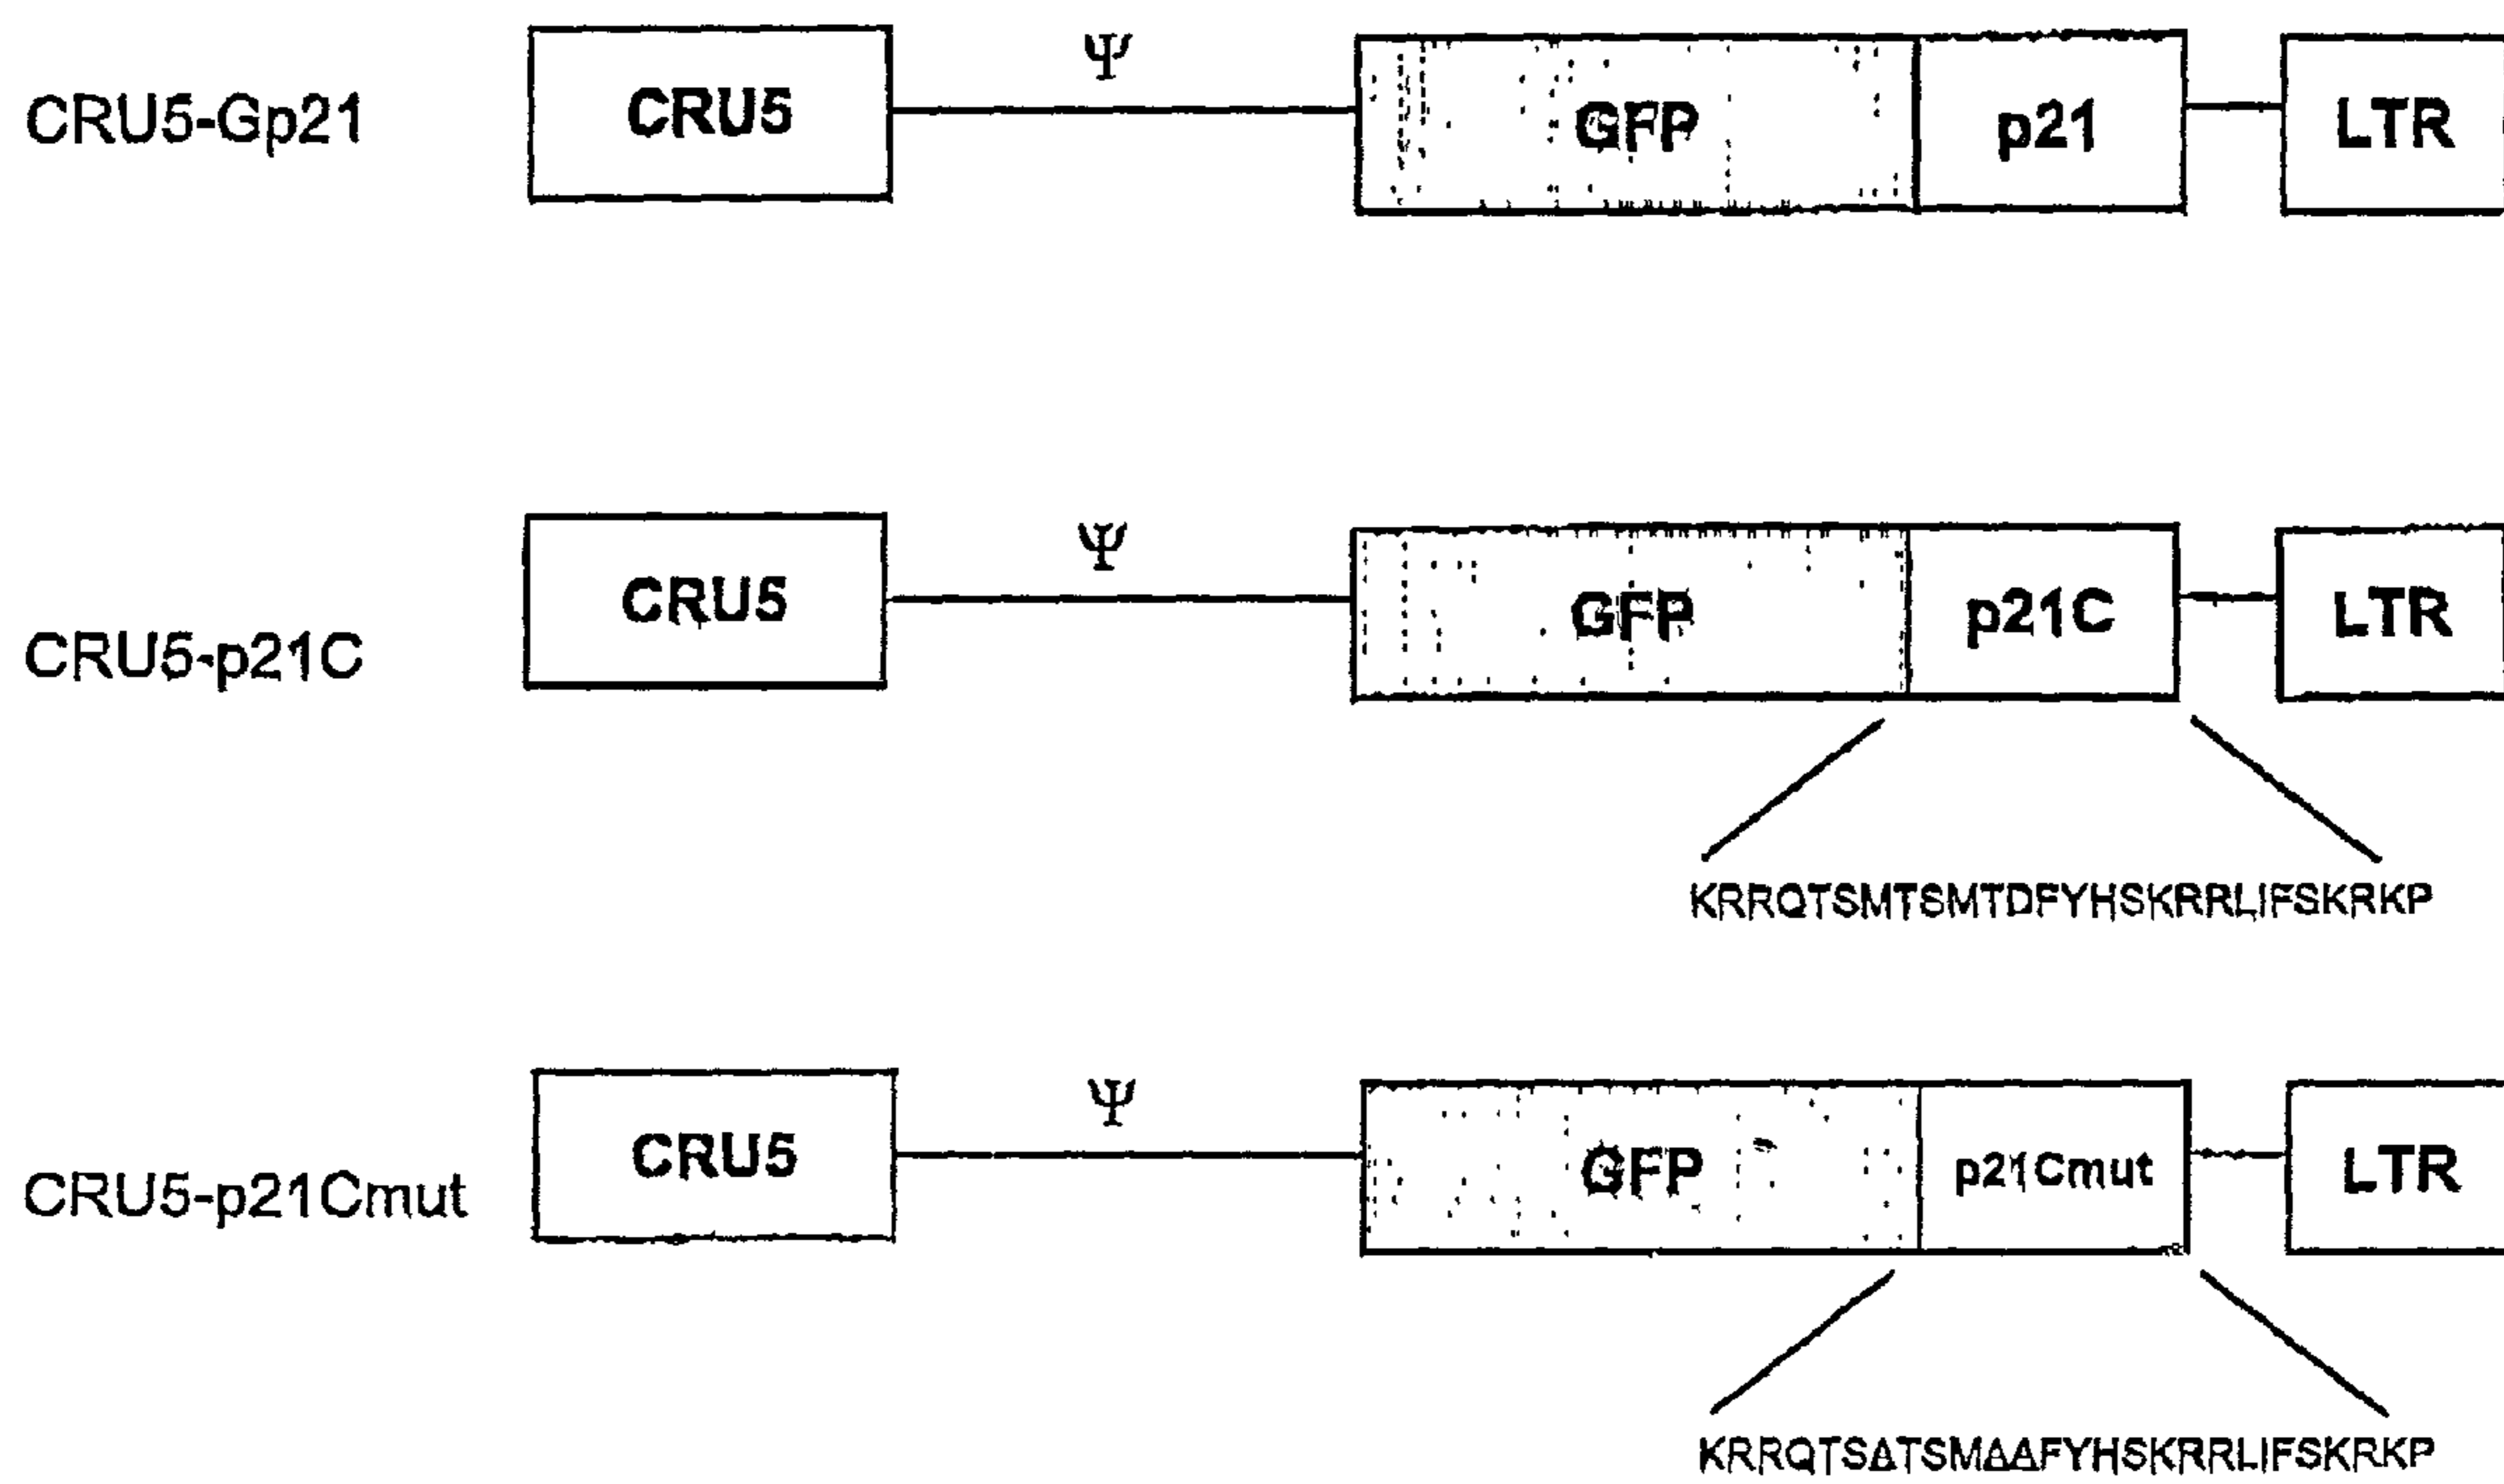 Ψ
CRU5-Gp21 CRU5 GFP p21 LTR
Ψ
CRU5-p21C CRU5 GFP p21C LTR
KRRQTSMTSMTDFYHSKRRLIFSKRKP
Ψ
CRU5-p21Cmut CRU5 GFP p21Cmut LTR
KRRQTSATSMAAFYHSKRRLIFSKRKP